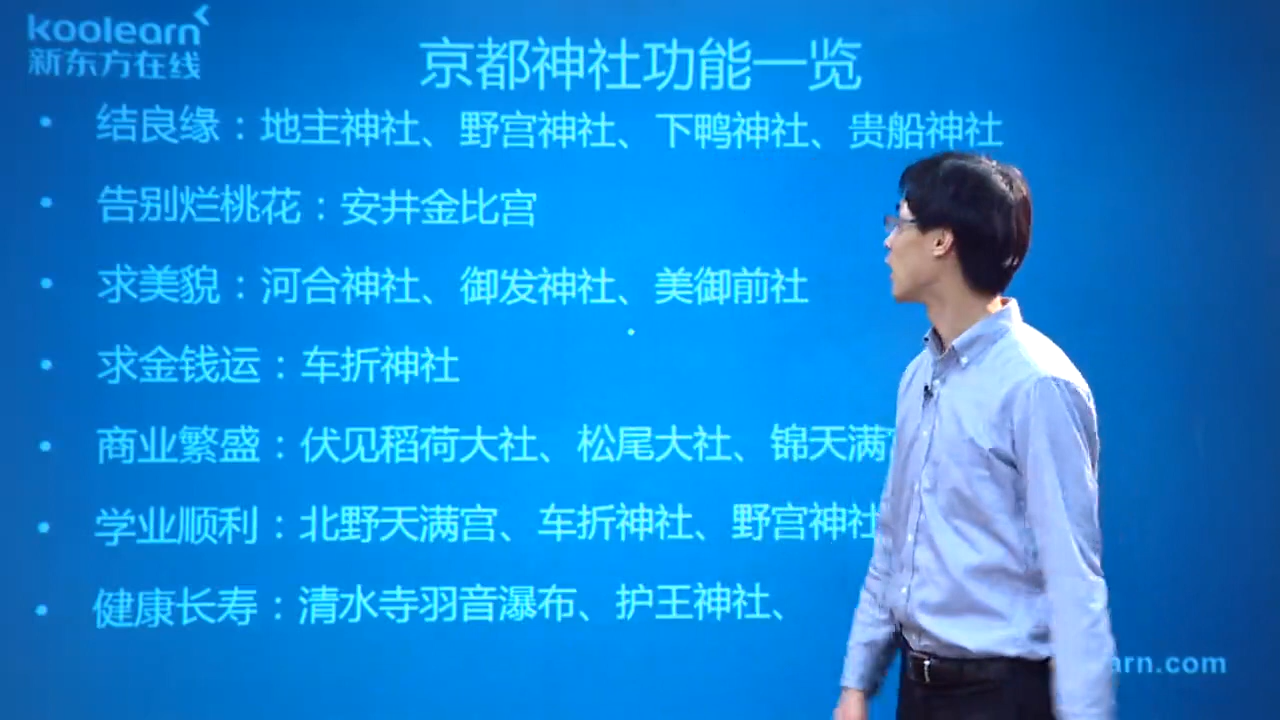 koolearn
新东方在线
京都神社功能一览
• 结良缘：地主神社、野宫神社、下鸭神社、贵船神社
• 告别烂桃花：安井金比宫
• 求美貌：河合神社、御发神社、美御前社
• 求金钱运：车折神社
• 商业繁盛：伏见稻荷大社、松尾大社、锦天满
• 学业顺利：北野天满宫、车折神社、野宫神社
• 健康长寿：清水寺羽音瀑布、护王神社、
arn.com